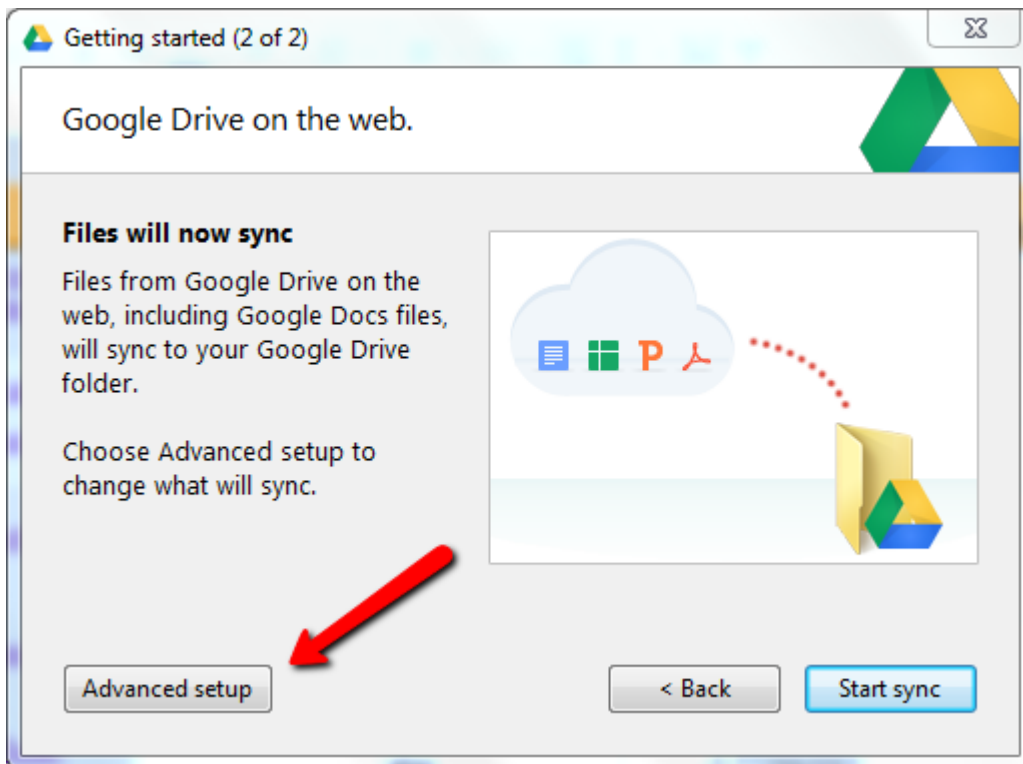 Getting started (2 of 2)
Google Drive on the web.
Files will now sync
Files from Google Drive on the
web, including Google Docs files,
will sync to your Google Drive
folder.
Choose Advanced setup to
change what will sync.
Advanced setup
< Back
Start sync